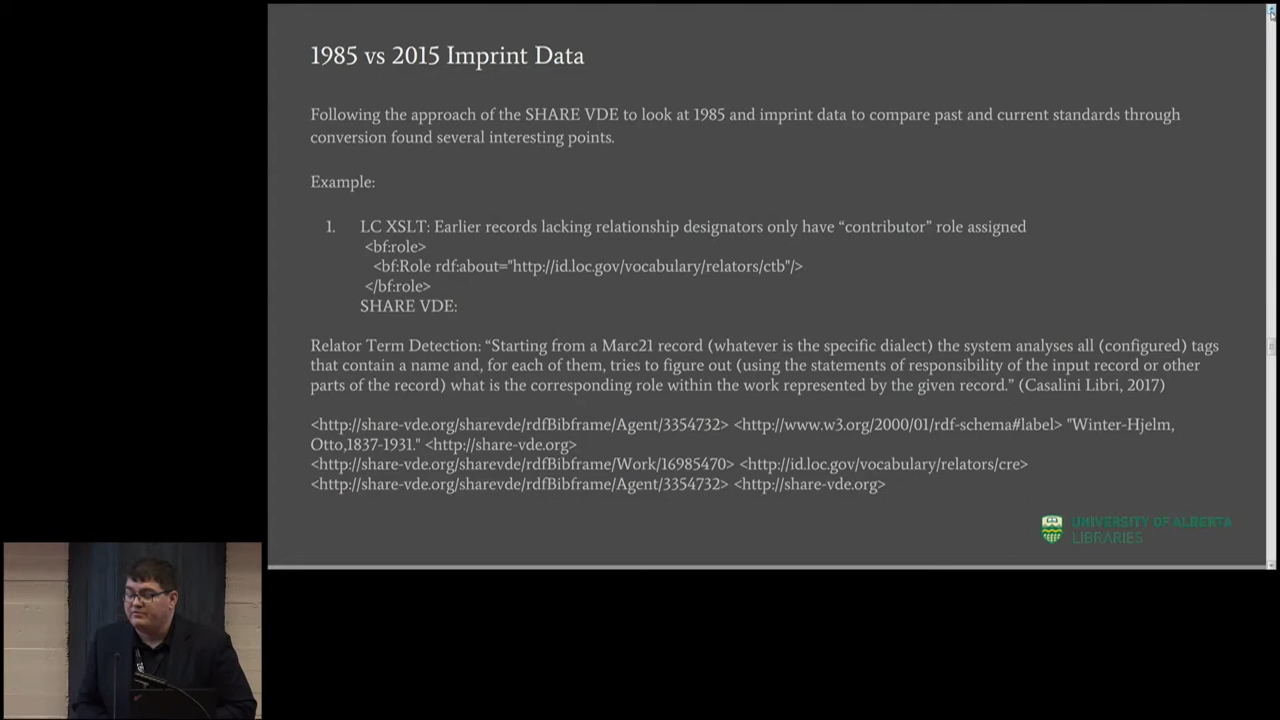 1985 vs 2015 Imprint Data
Following the approach of the SHARE VDE to look at 1985 and imprint data to compare past and current standards through
conversion found several interesting points.
Example:
1. LC XSLT: Earlier records lacking relationship designators only have “contributor” role assigned
<bf:role>
<bf:Role rdf:about="http://id.loc.gov/vocabulary/relators/ctb"/>
</bf:role>
SHARE VDE:
Relator Term Detection: “Starting from a Marc21 record (whatever is the specific dialect) the system analyses all (configured) tags
that contain a name and, for each of them, tries to figure out (using the statements of responsibility of the input record or other
parts of the record) what is the corresponding role within the work represented by the given record.” (Casalini Libri, 2017)
<http://share-vde.org/sharevde/rdfBibframe/Agent/3354732> <http://www.w3.org/2000/01/rdf-schema#label> "Winter-Hjelm,
Otto,1837-1931." <http://share-vde.org>
<http://share-vde.org/sharevde/rdfBibframe/Work/16985470> <http://id.loc.gov/vocabulary/relators/cre>
<http://share-vde.org/sharevde/rdfBibframe/Agent/3354732> <http://share-vde.org>
UNIVERSITY OF ALBERTA
LIBRARIES